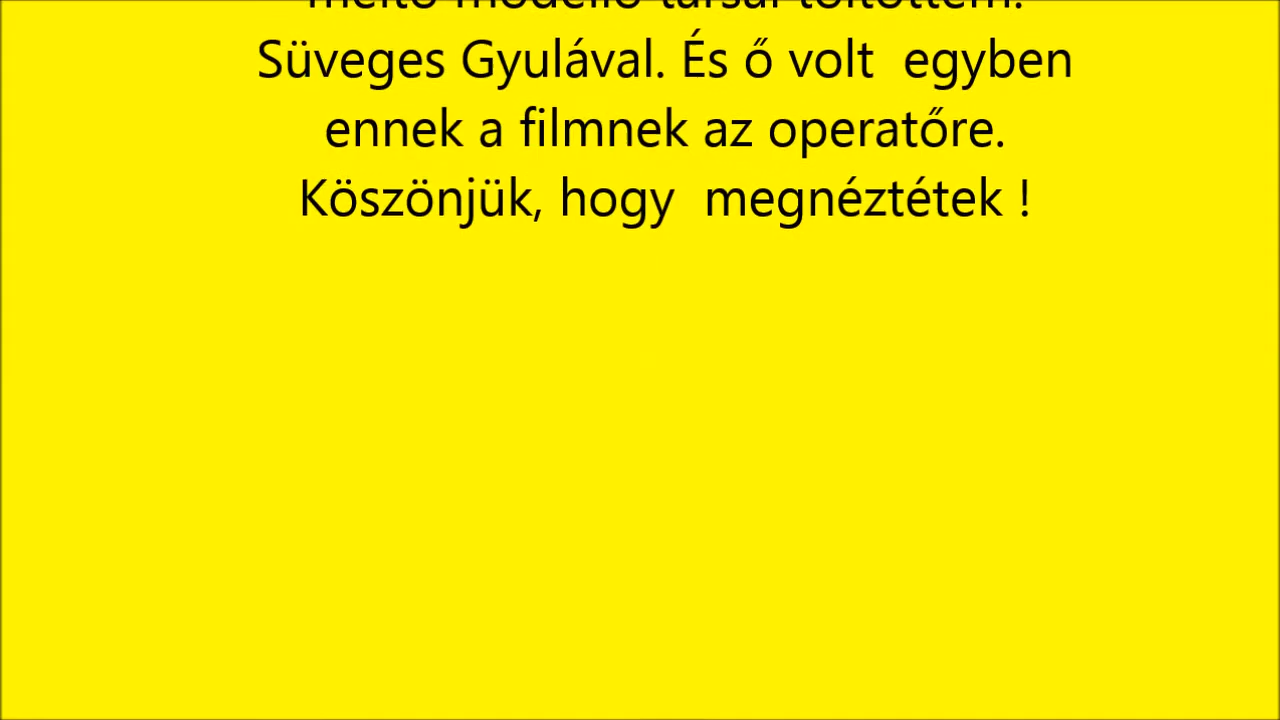 Süveges Gyulával. És ő volt egyben
ennek a filmnek az operatőre.
Köszönjük, hogy megnéztétek !